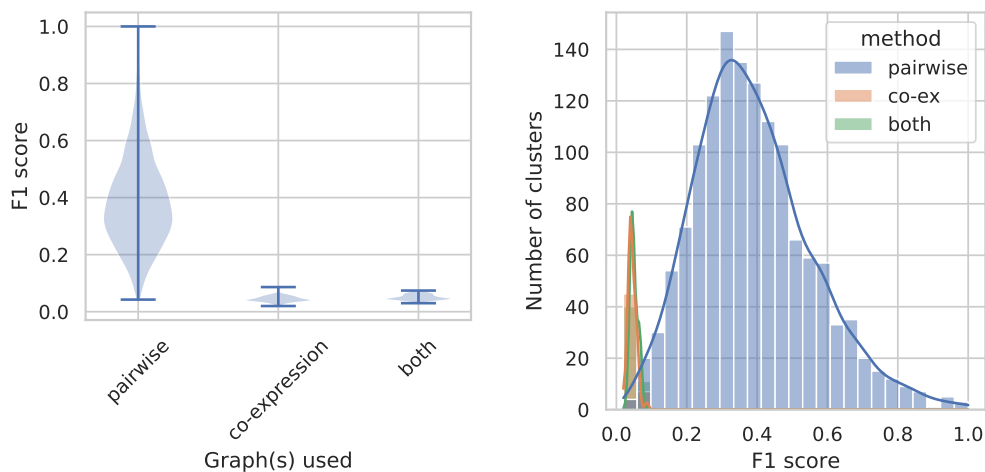 F1 score
1.0
0.8
0.6
0.4
0.2
0.0
pairwise
co-expression
both
Graph(s) used
Number of clusters
140
120
100
80
60
40
20
0
method
pairwise
co-ex
both
0.0 0.2 0.4 0.6 0.8 1.0
F1 score